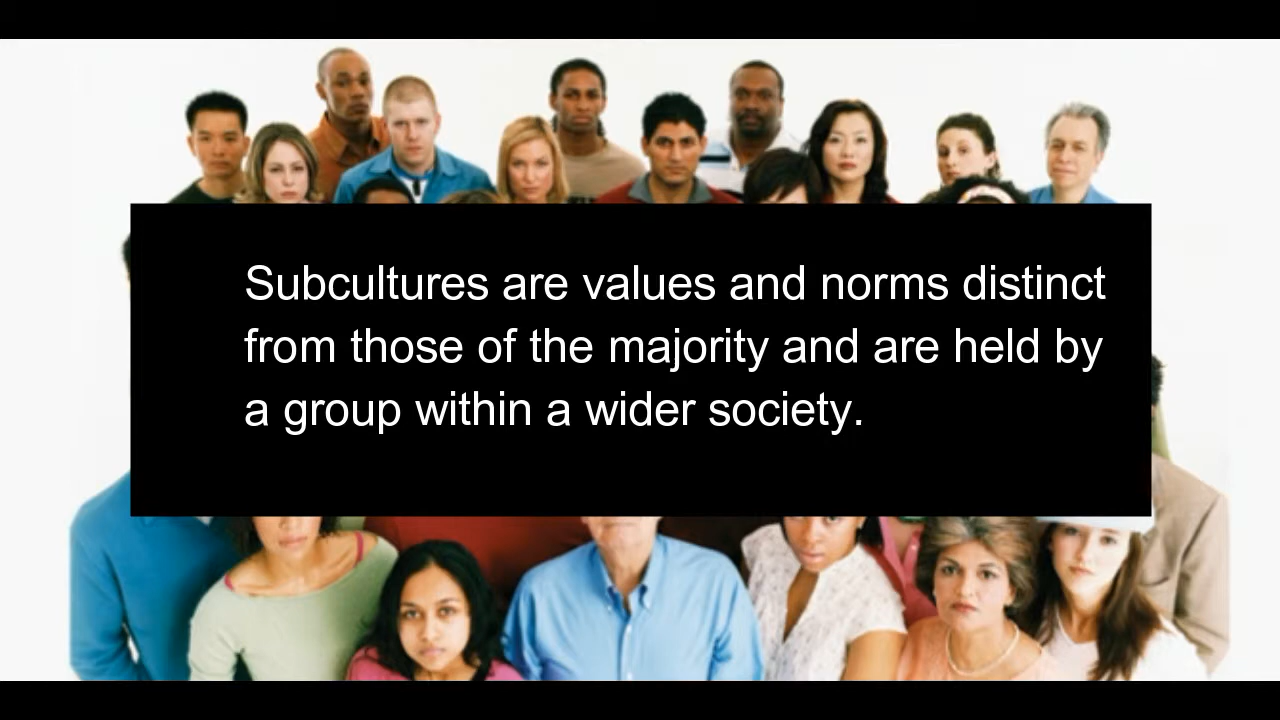 Subcultures are values and norms distinct
from those of the majority and are held by
a group within a wider society.